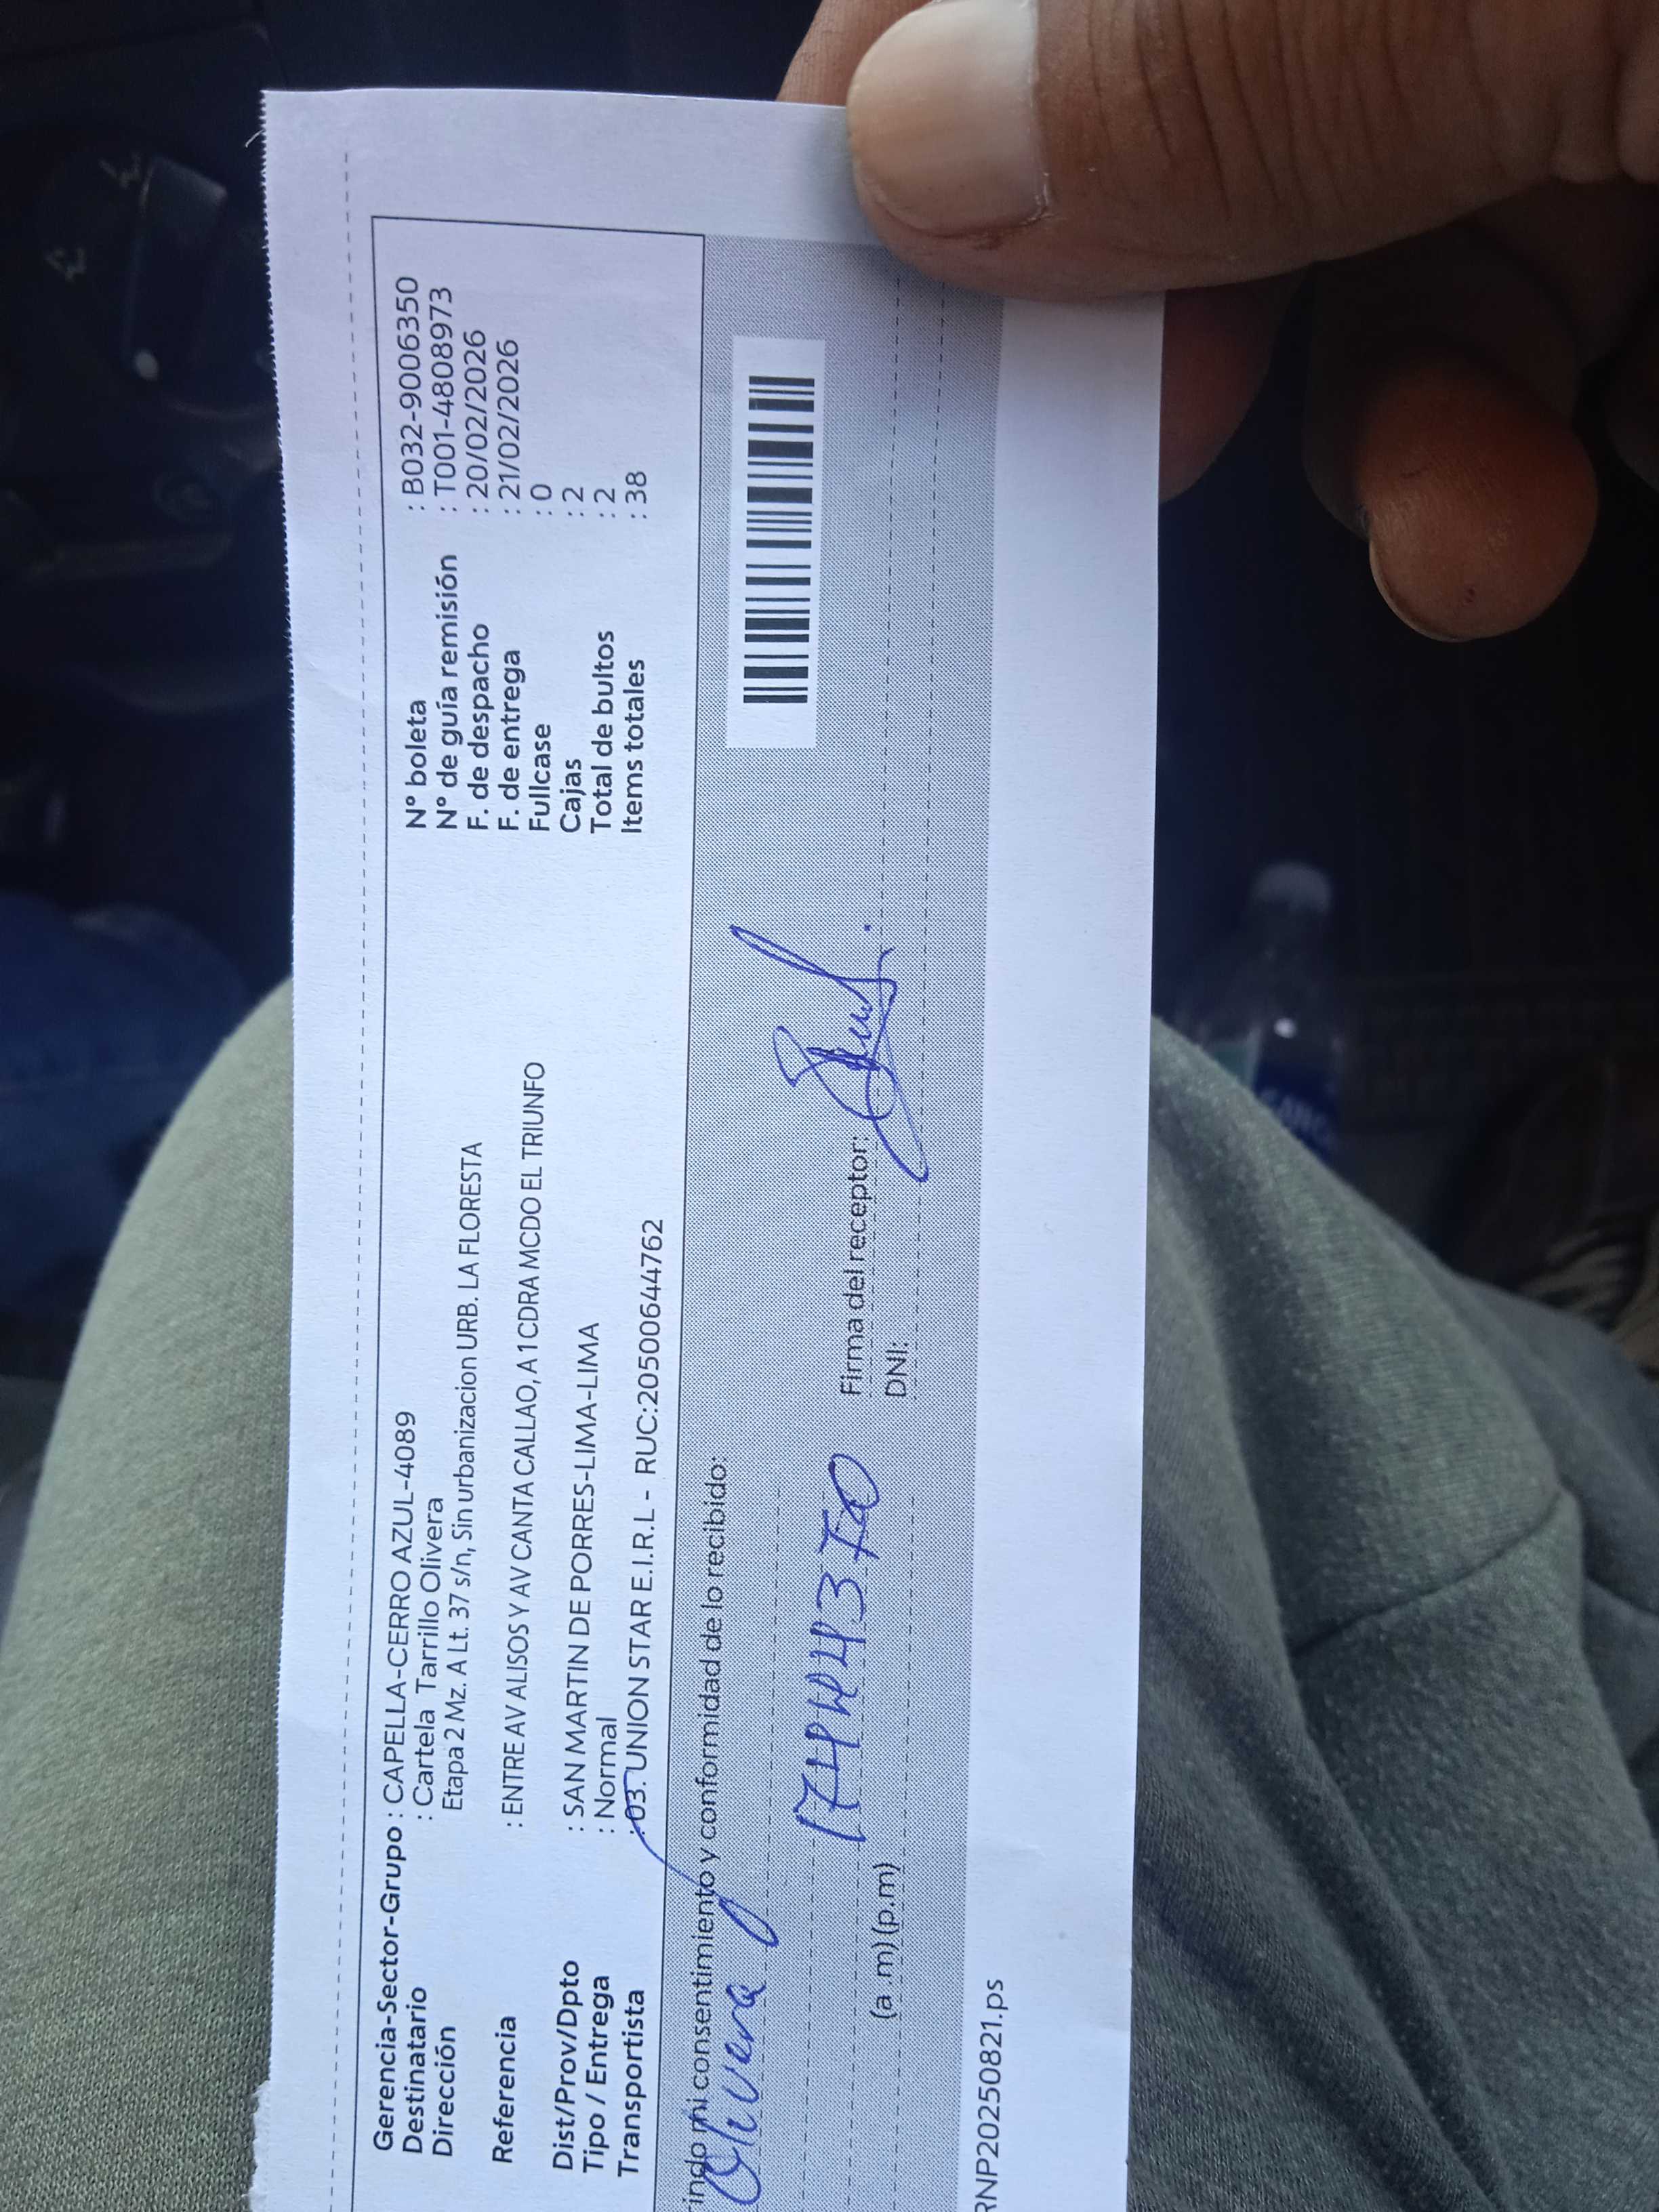 Gerencia-Sector-Grupo : CAPELLA-CERRO AZUL-4089
Destinatario : Cartela Tarrillo Olivera
Dirección Etapa 2 Mz. A Lt. 37 s/n, Sin urbanizacion URB. LA FLORESTA
Referencia : ENTRE AV ALISOS Y AV CANTA CALLAO, A 1 CDRA MCDO EL TRIUNFO
Dist/Prov/Dpto : SAN MARTIN DE PORRES-LIMA-LIMA
Tipo / Entrega : Normal
Transportista : 03. UNION STAR E.I.R.L - RUC:20500644762
N° boleta : B032-9006350
N° de guía remisión : T001-4808973
F. de despacho : 20/02/2026
F. de entrega : 21/02/2026
Fullcase : 0
Cajas : 2
Total de bultos : 2
Items totales : 38
indo mi consentimiento y conformidad de lo recibido:
Olivera
Firma del receptor:
(a .m) (p.m)
DNI:
RNP20250821.ps